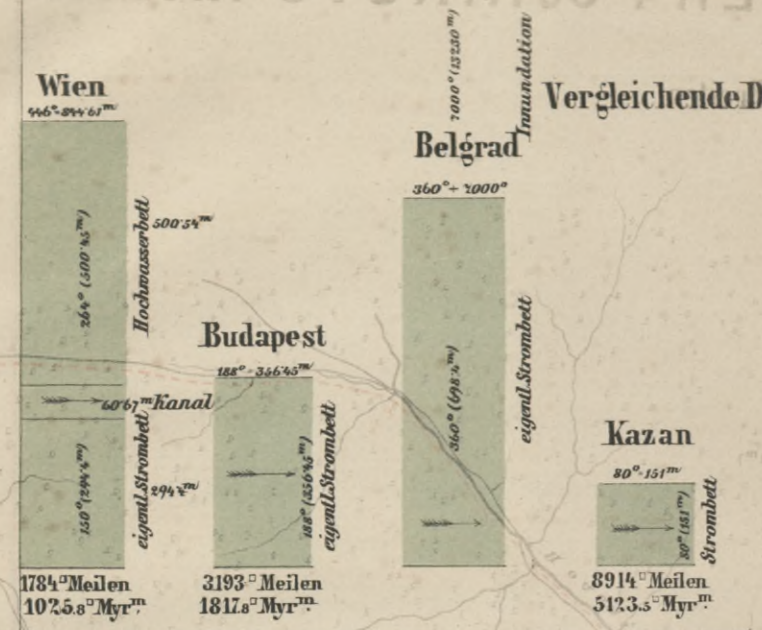 Wien
446°-844·61ᵐ
264° (500·45ᵐ)
Hochwasserbett
500·54ᵐ
60·67ᵐ Kanal
150° (294·4ᵐ)
eigentl. Strombett
294·4ᵐ
1784□Meilen
1025.8□Myrᵐ.
Budapest
188°-356·45ᵐ
188° (356·45ᵐ)
eigentl. Strombett
3193□Meilen
1817.8□Myrᵐ.
7000° (13230ᵐ)
Innundation
Belgrad
360°+7000°
360° (698·4ᵐ)
eigentl. Strombett
Vergleichende D
Kazan
80°-151ᵐ
80° (151ᵐ)
Strombett
8914□Meilen
5123.5□Myrᵐ.